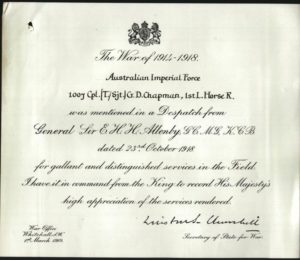 The War of 1914-1918.
Australian Imperial Force
1007 Cpl. (T/Sjt.) G. D. Chapman, 1st. L. Horse R.
was mentioned in a Despatch from
General Sir E. H. H. Allenby, G.C.M.G., K.C.B
dated 23rd October 1918
for gallant and distinguished services in the Field.
I have it in command from the King to record His Majesty's
high appreciation of the services rendered.
Winston S. Churchill
Secretary of State for War.
War Office
Whitehall, S.W.
1st March 1919.